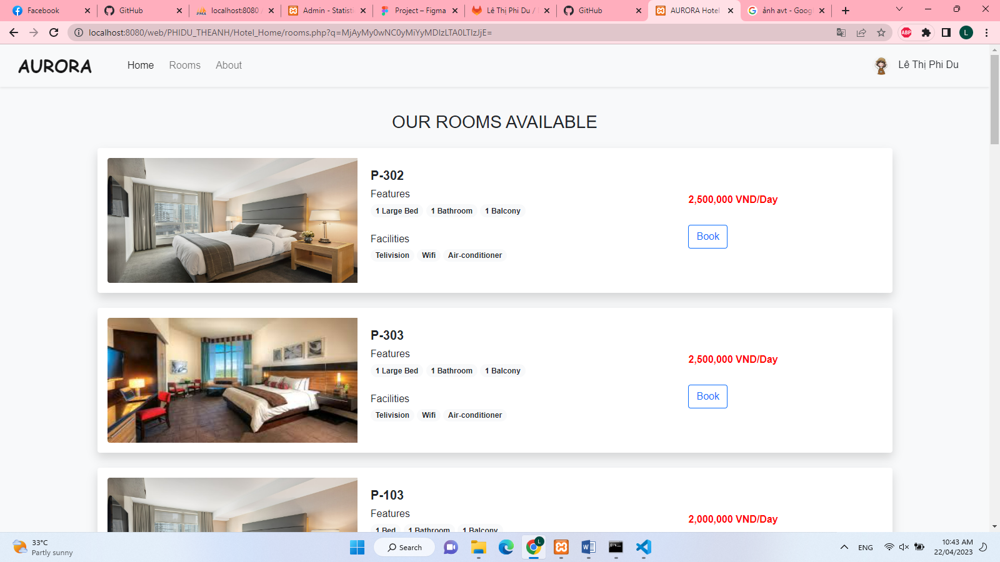 Facebook
GitHub
localhost:8080
Admin - Statisti
Project – Figma
Lê Thị Phi Du /
GitHub
AURORA Hotel
ảnh avt - Goog
localhost:8080/web/PHIDU_THEANH/Hotel_Home/rooms.php?q=MjAyMy0wNC0yMiYyMDIzLTA0LTIzJjE=
ABP
L
AURORA
Home
Rooms
About
Lê Thị Phi Du
OUR ROOMS AVAILABLE
P-302
Features
1 Large Bed 1 Bathroom 1 Balcony
Facilities
Telivision Wifi Air-conditioner
2,500,000 VND/Day
Book
P-303
Features
1 Large Bed 1 Bathroom 1 Balcony
Facilities
Telivision Wifi Air-conditioner
2,500,000 VND/Day
Book
P-103
Features
1 Bed 1 Bathroom 1 Balcony
2,000,000 VND/Day
33°C
Partly sunny
Search
L
ENG
10:43 AM
22/04/2023